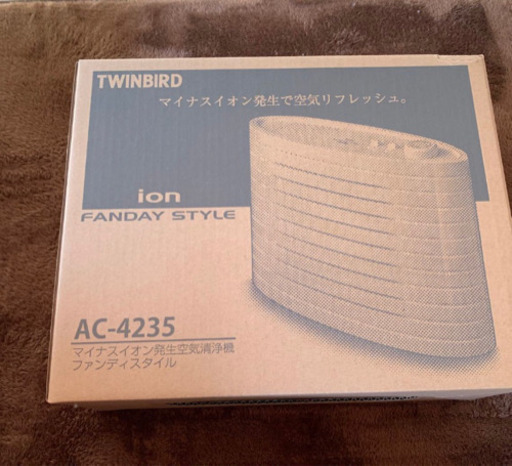 TWINBIRD
マイナスイオン発生で空気リフレッシュ。
ion
FANDAY STYLE
AC-4235
マイナスイオン発生空気清浄機
ファンディスタイル